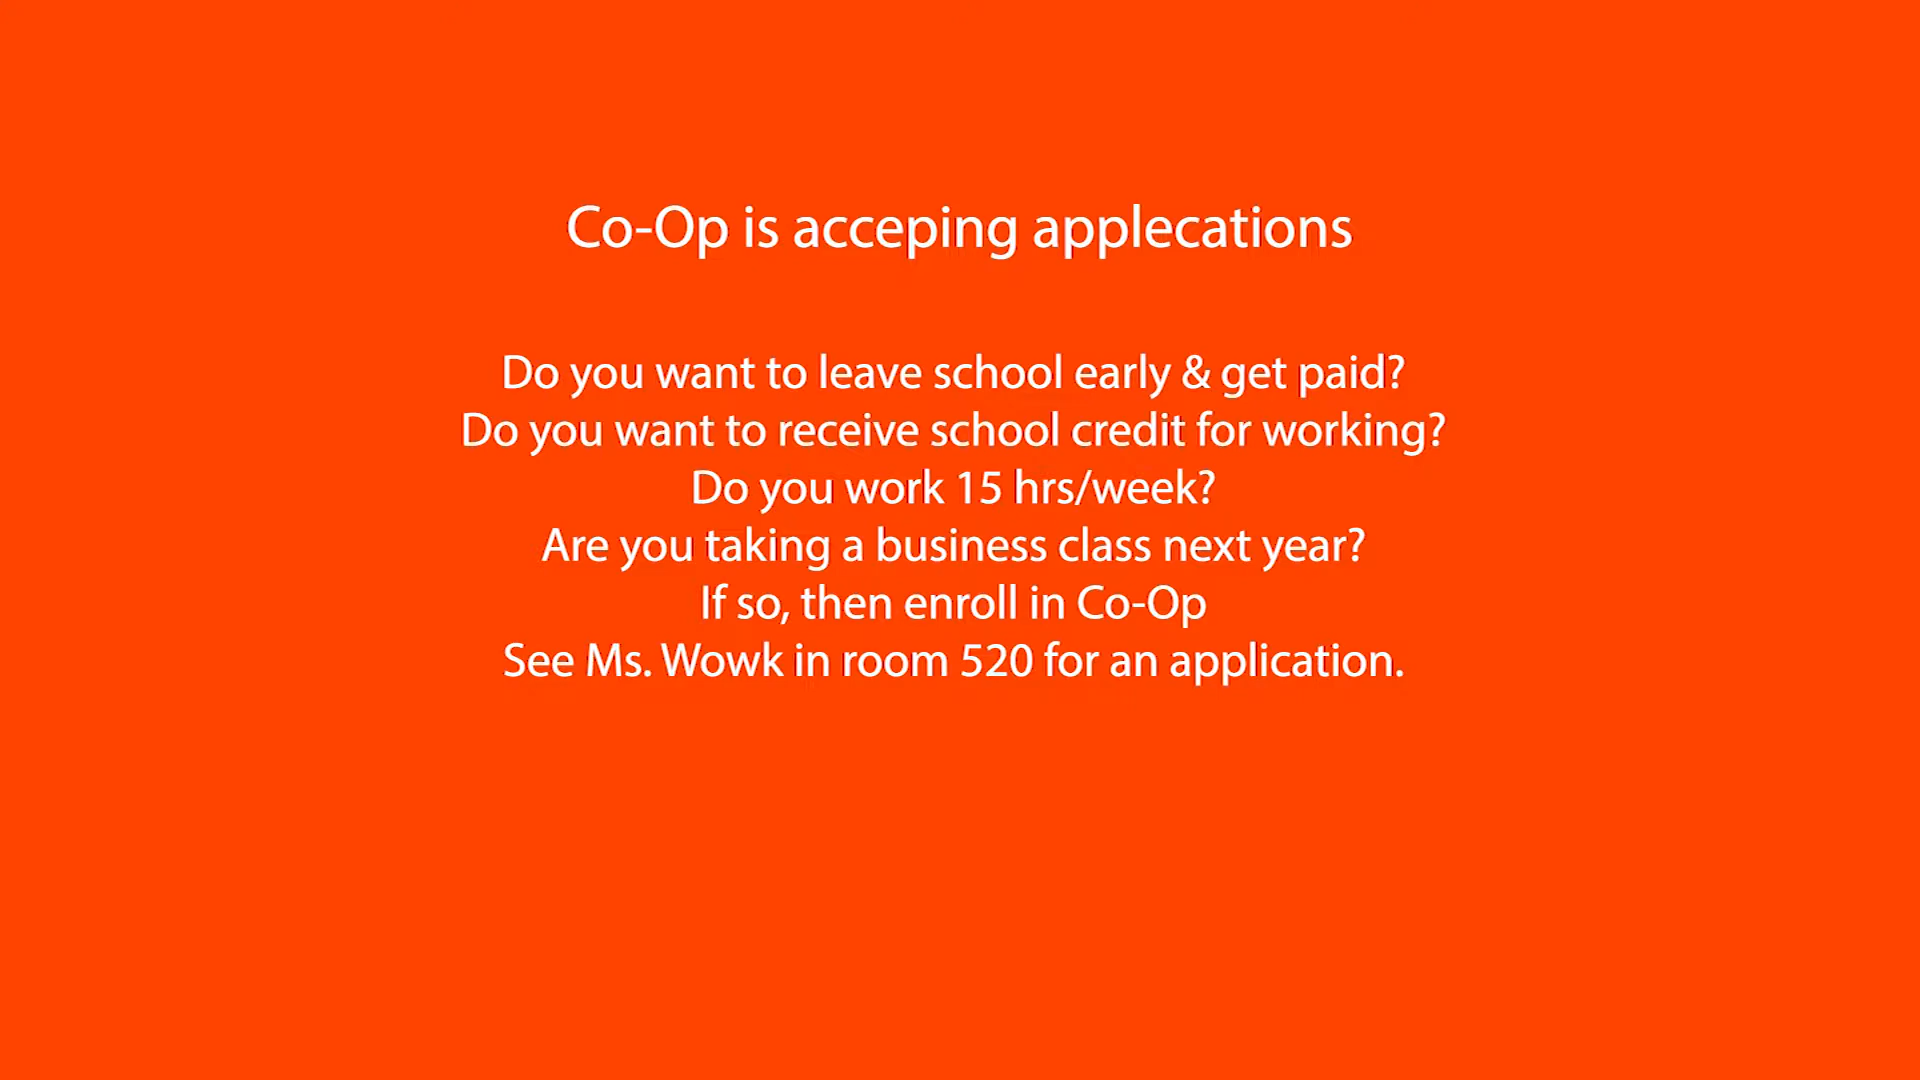 Co-Op is acceping applecations
Do you want to leave school early & get paid?
Do you want to receive school credit for working?
Do you work 15 hrs/week?
Are you taking a business class next year?
If so, then enroll in Co-Op
See Ms. Wowk in room 520 for an application.